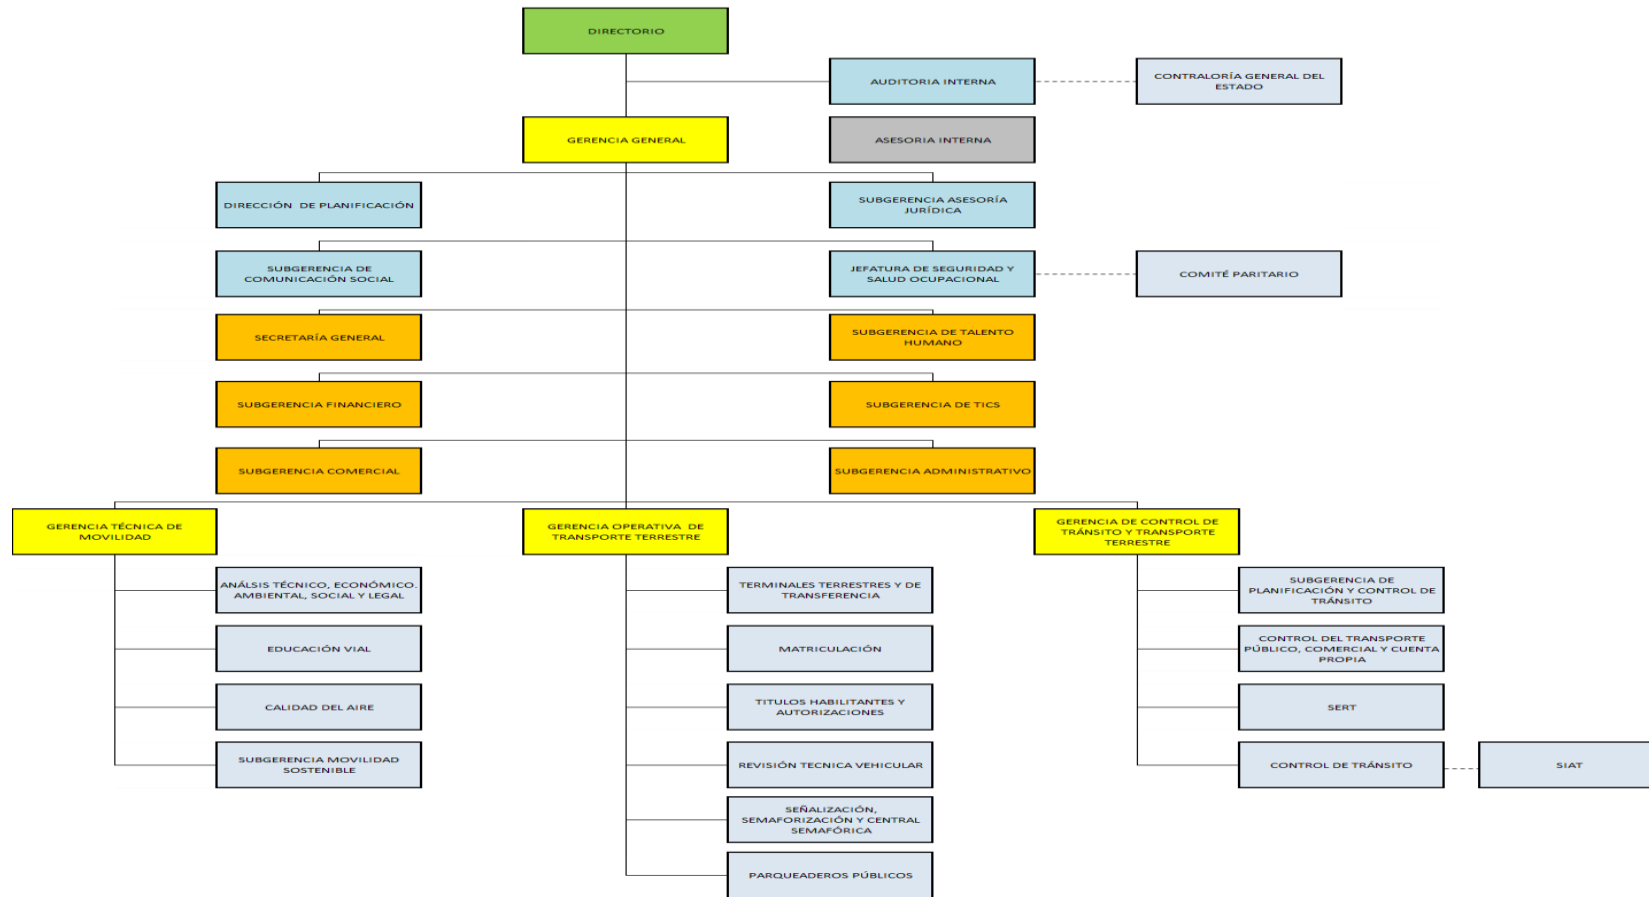 DIRECTORIO
AUDITORIA INTERNA
CONTRALORÍA GENERAL DEL
ESTADO
GERENCIA GENERAL
ASESORIA INTERNA
DIRECCIÓN DE PLANIFICACIÓN
SUBGERENCIA ASESORÍA
JURÍDICA
SUBGERENCIA DE
COMUNICACIÓN SOCIAL
JEFATURA DE SEGURIDAD Y
SALUD OCUPACIONAL
COMITÉ PARITARIO
SECRETARÍA GENERAL
SUBGERENCIA DE TALENTO
HUMANO
SUBGERENCIA FINANCIERO
SUBGERENCIA DE TICS
SUBGERENCIA COMERCIAL
SUBGERENCIA ADMINISTRATIVO
GERENCIA TÉCNICA DE
MOVILIDAD
GERENCIA OPERATIVA DE
TRANSPORTE TERRESTRE
GERENCIA DE CONTROL DE
TRÁNSITO Y TRANSPORTE
TERRESTRE
ANÁLSIS TÉCNICO, ECONÓMICO.
AMBIENTAL, SOCIAL Y LEGAL
TERMINALES TERRESTRES Y DE
TRANSFERENCIA
SUBGERENCIA DE
PLANIFICACIÓN Y CONTROL DE
TRÁNSITO
EDUCACIÓN VIAL
MATRICULACIÓN
CONTROL DEL TRANSPORTE
PÚBLICO, COMERCIAL Y CUENTA
PROPIA
CALIDAD DEL AIRE
TITULOS HABILITANTES Y
AUTORIZACIONES
SERT
SUBGERENCIA MOVILIDAD
SOSTENIBLE
REVISIÓN TECNICA VEHICULAR
CONTROL DE TRÁNSITO
SIAT
SEÑALIZACIÓN,
SEMAFORIZACIÓN Y CENTRAL
SEMAFÓRICA
PARQUEADEROS PÚBLICOS